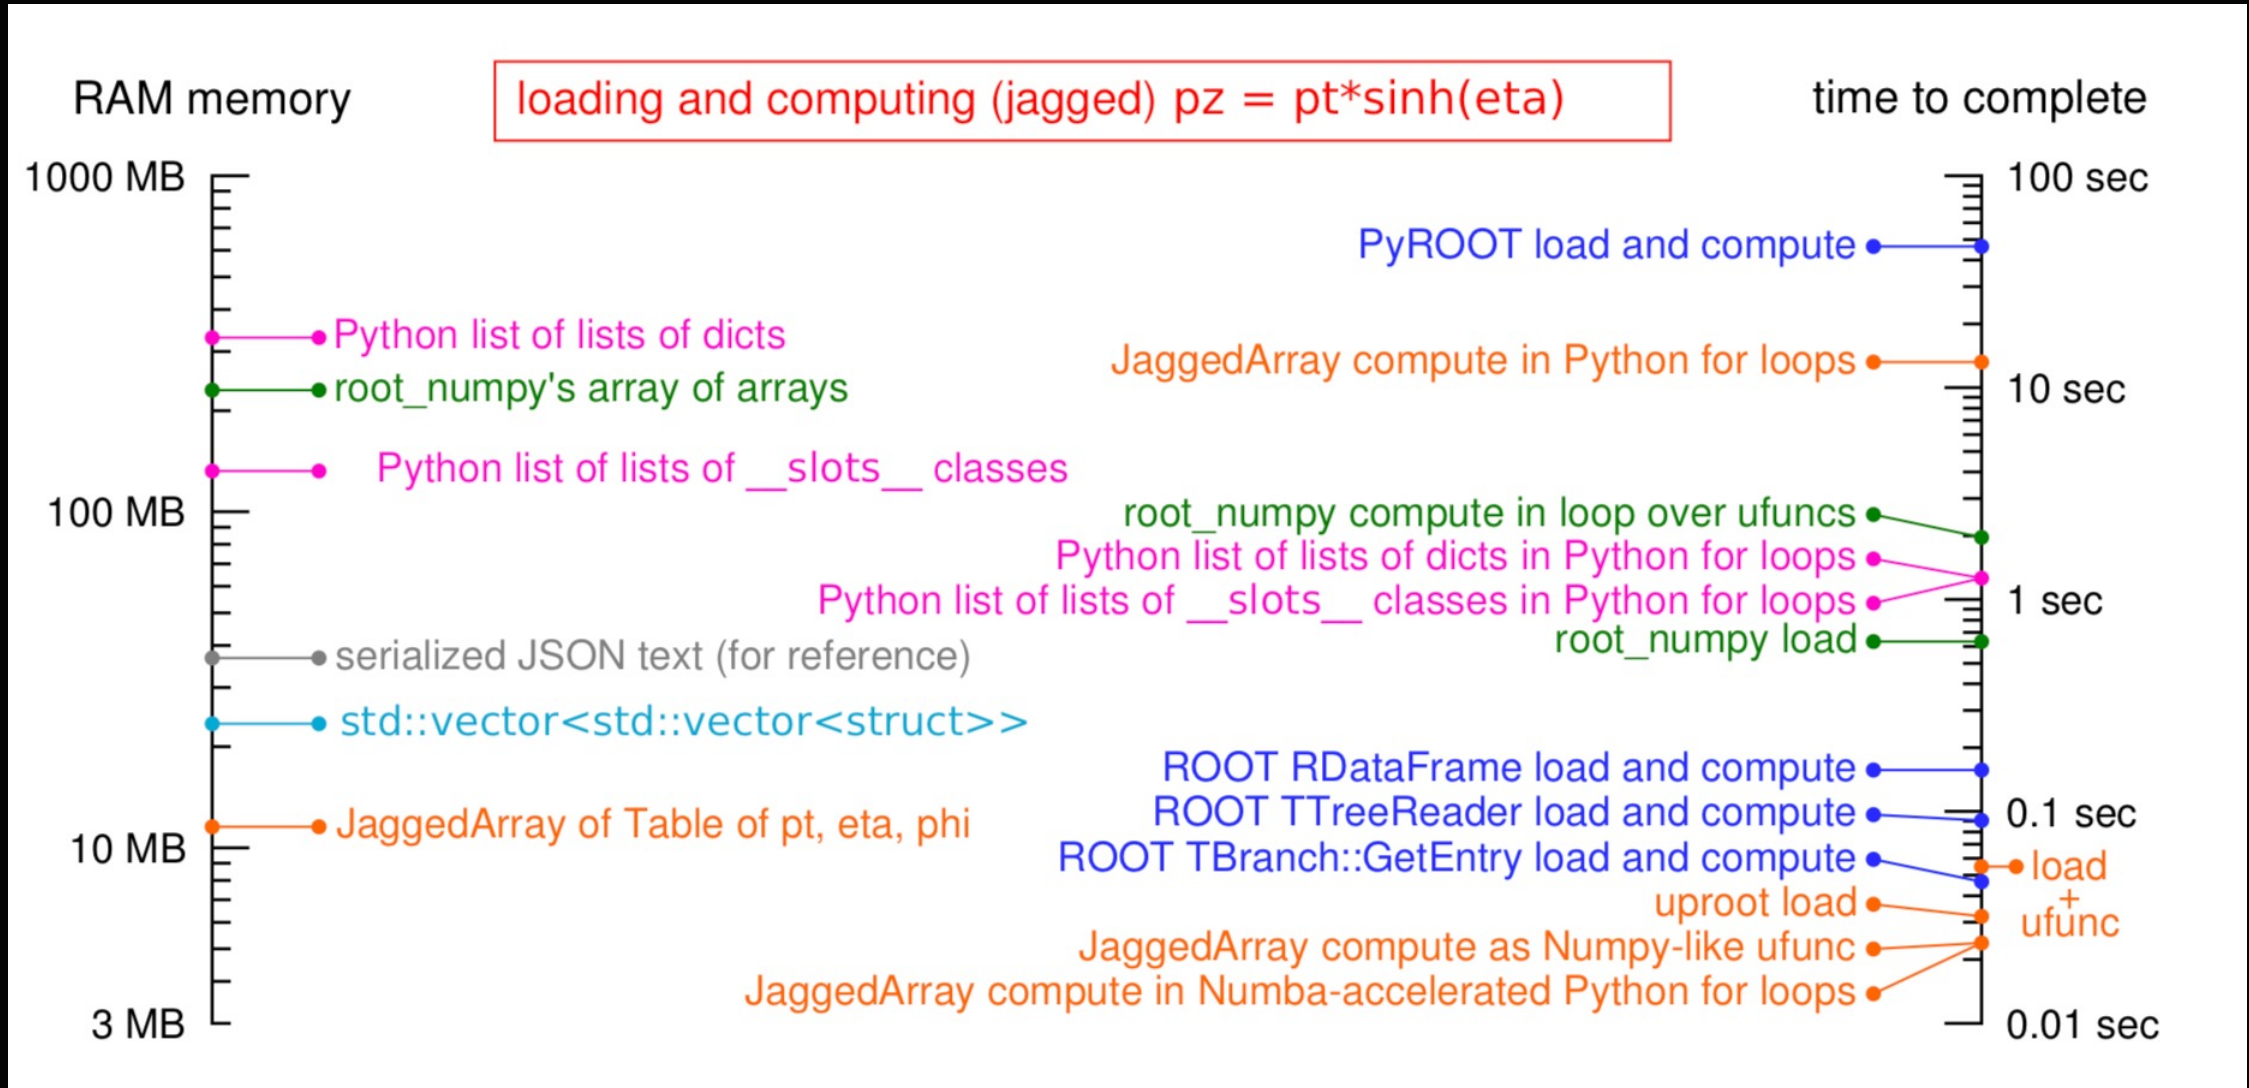 RAM memory
loading and computing (jagged) pz = pt*sinh(eta)
time to complete
1000 MB
100 MB
10 MB
3 MB
Python list of lists of dicts
root_numpy's array of arrays
Python list of lists of __slots__ classes
serialized JSON text (for reference)
std::vector<std::vector<struct>>
JaggedArray of Table of pt, eta, phi
PyROOT load and compute
JaggedArray compute in Python for loops
root_numpy compute in loop over ufuncs
Python list of lists of dicts in Python for loops
Python list of lists of __slots__ classes in Python for loops
root_numpy load
ROOT RDataFrame load and compute
ROOT TTreeReader load and compute
ROOT TBranch::GetEntry load and compute
uproot load
JaggedArray compute as Numpy-like ufunc
JaggedArray compute in Numba-accelerated Python for loops
100 sec
10 sec
1 sec
0.1 sec
load
+
ufunc
0.01 sec